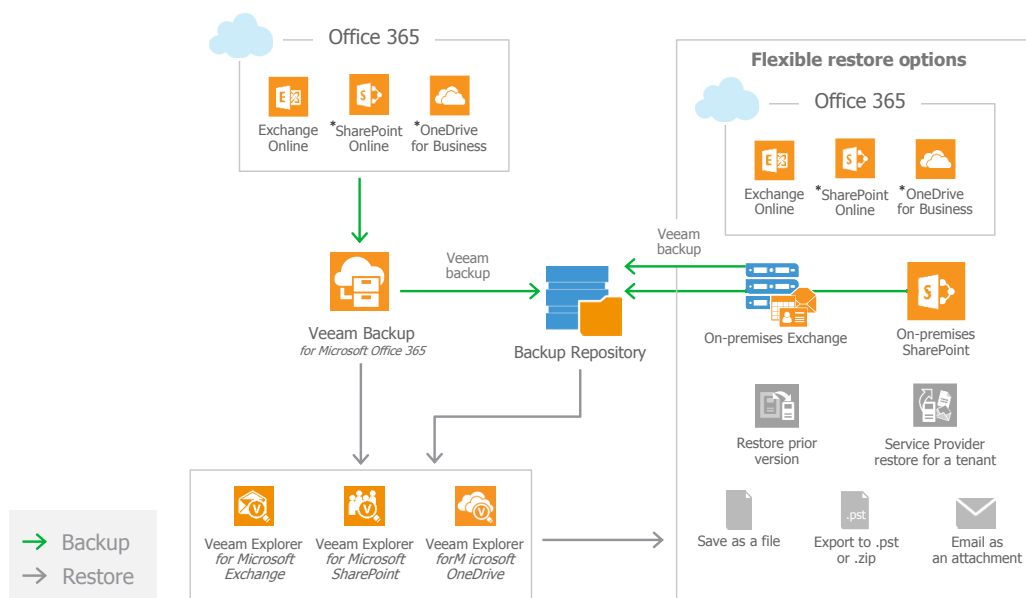 Office 365
Exchange
Online
*SharePoint
Online
*OneDrive
for Business
Veeam Backup
for Microsoft Office 365
Veeam
backup
Backup Repository
Veeam
backup
Veeam Explorer
for Microsoft
Exchange
Veeam Explorer
for Microsoft
SharePoint
Veeam Explorer
forM icrosoft
OneDrive
Backup
Restore
Flexible restore options
Office 365
Exchange
Online
*SharePoint
Online
*OneDrive
for Business
On-premises Exchange
On-premises
SharePoint
Restore prior
version
Service Provider
restore for a tenant
Save as a file
.pst
Export to .pst
or .zip
Email as
an attachment